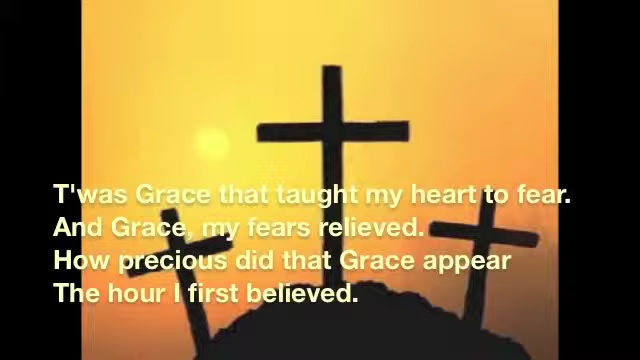 T'was Grace that taught my heart to fear.
And Grace, my fears relieved.
How precious did that Grace appear
The hour I first believed.